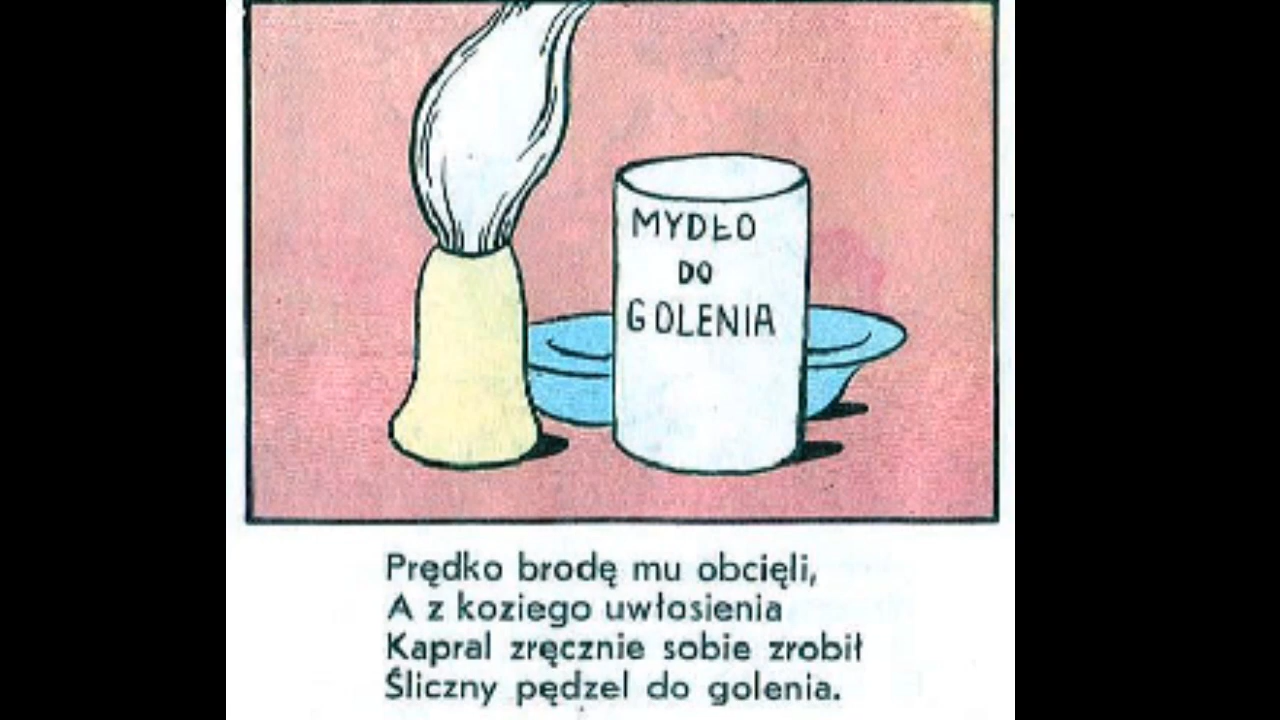 MYDŁO
DO
GOLENIA
Prędko brodę mu obcięli,
A z koziego uwłosienia
Kapral zręcznie sobie zrobił
Śliczny pędzel do golenia.